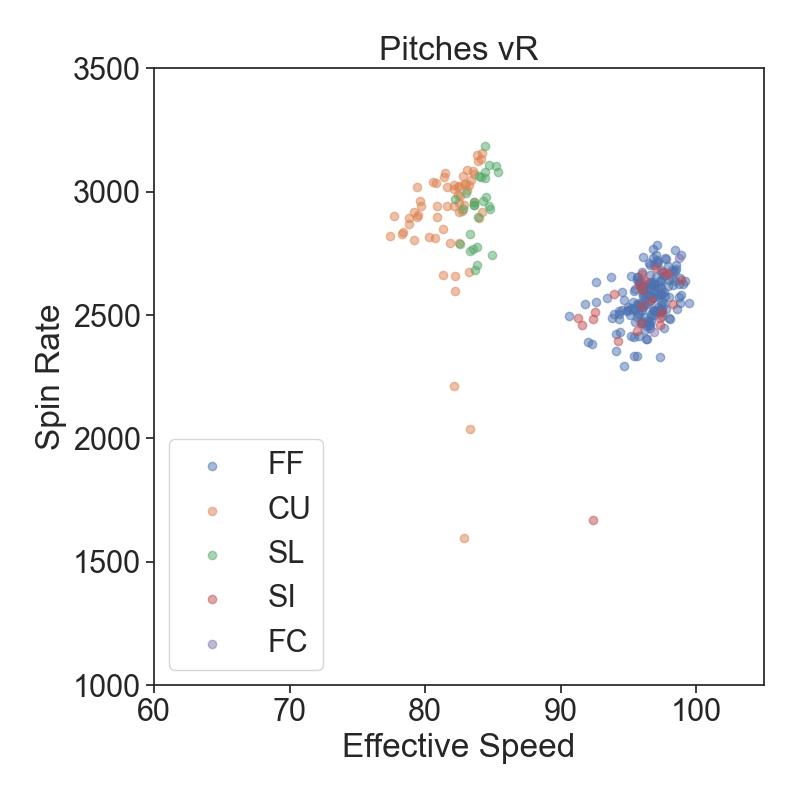 Pitches vR
3500
3000
2500
2000
1500
1000
Spin Rate
FF
CU
SL
SI
FC
60 70 80 90 100
Effective Speed